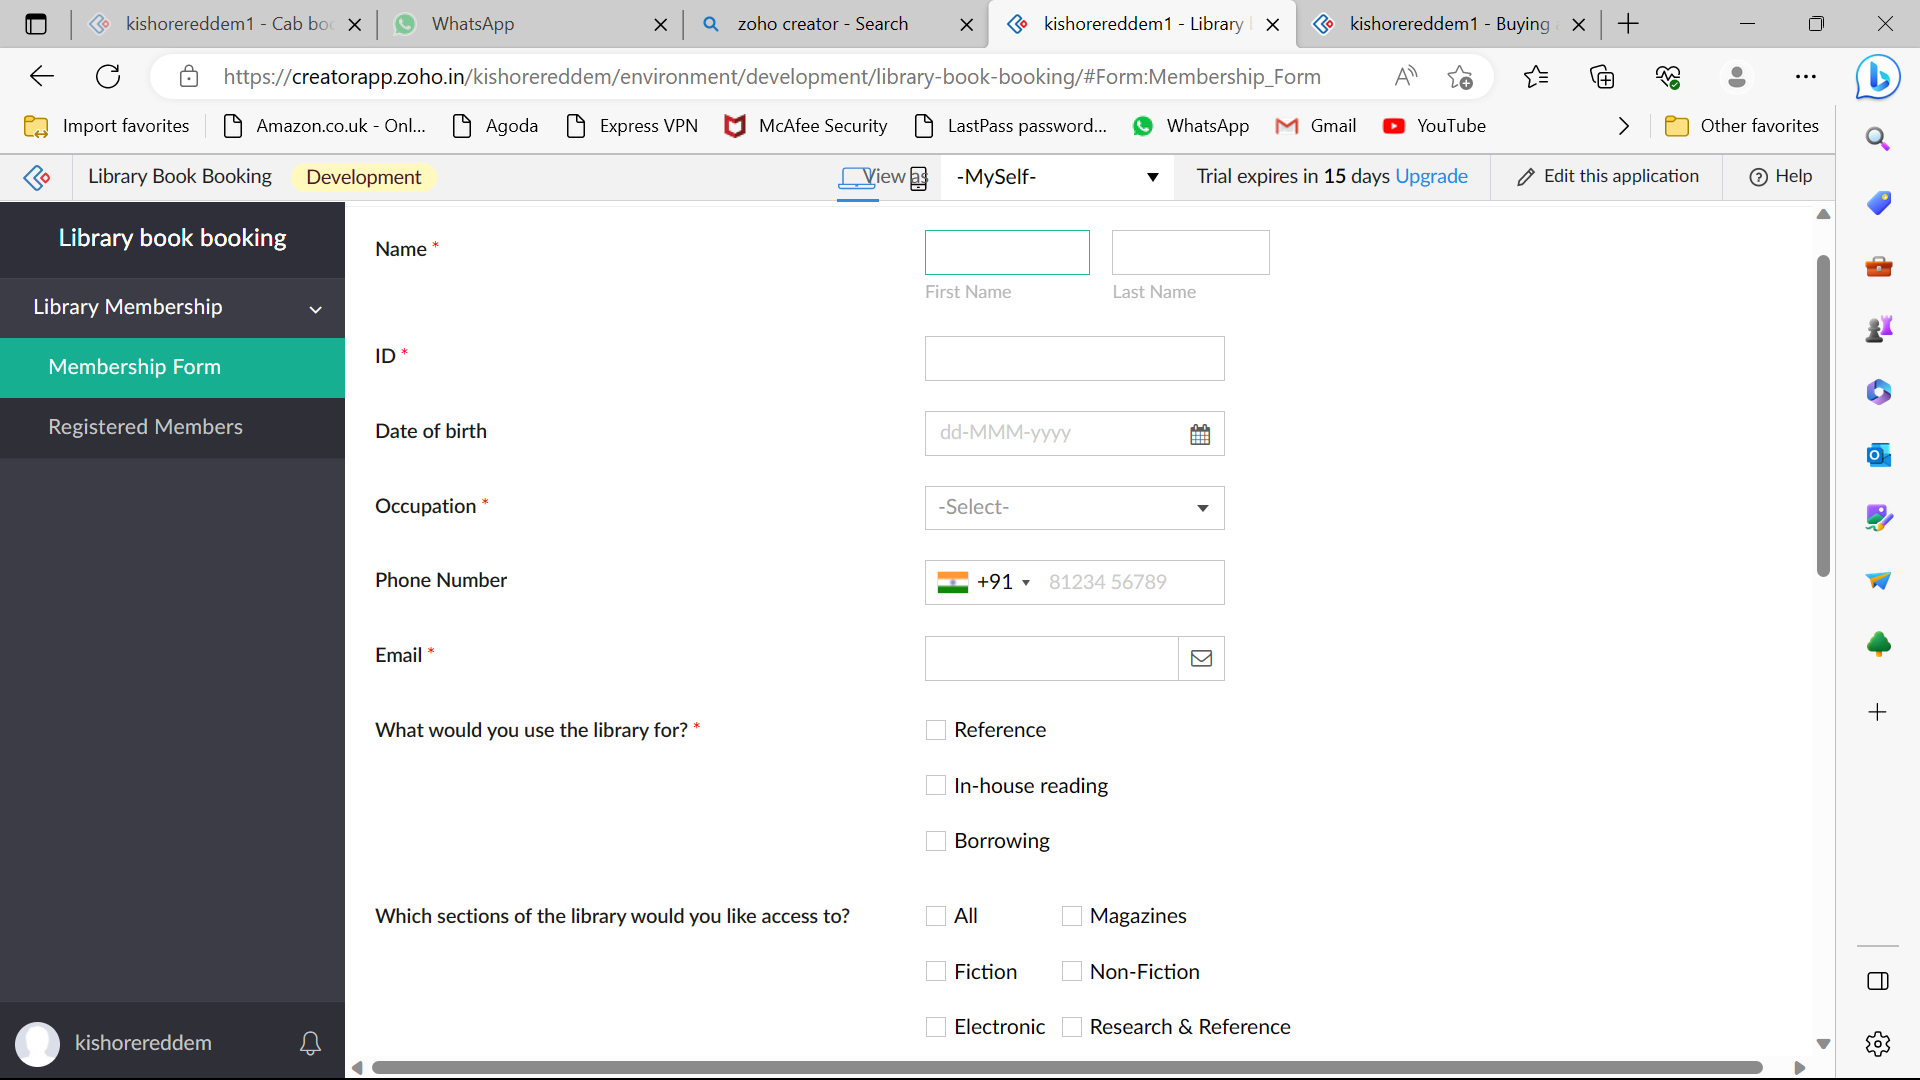 kishorereddem1 - Cab boo
WhatsApp
zoho creator - Search
kishorereddem1 - Library
kishorereddem1 - Buying
https://creatorapp.zoho.in/kishorereddem/environment/development/library-book-booking/#Form:Membership_Form
Import favorites
Amazon.co.uk - Onl...
Agoda
Express VPN
McAfee Security
LastPass password...
WhatsApp
Gmail
YouTube
Other favorites
Library Book Booking
Development
View as
-MySelf-
Trial expires in 15 days Upgrade
Edit this application
Help
Library book booking
Library Membership
Membership Form
Registered Members
kishorereddem
Name *
First Name
Last Name
ID *
Date of birth
dd-MMM-yyyy
Occupation *
-Select-
Phone Number
+91
81234 56789
Email *
What would you use the library for? *
Reference
In-house reading
Borrowing
Which sections of the library would you like access to?
All
Magazines
Fiction
Non-Fiction
Electronic
Research & Reference